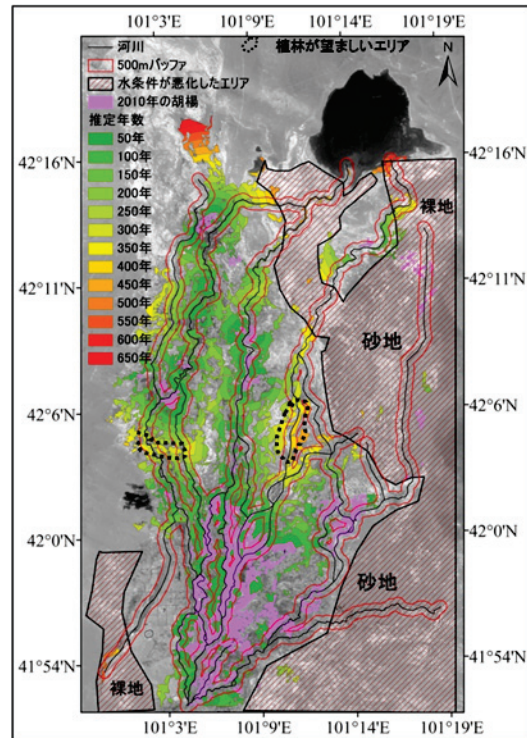 101°3'E 101°9'E 101°14'E 101°19'E
河川
500mバッファ
水条件が悪化したエリア
2010年の胡楊
推定年数
50年
100年
150年
200年
250年
300年
350年
400年
450年
500年
550年
600年
650年
植林が望ましいエリア
N
42°16'N 42°16'N
裸地
42°11'N 42°11'N
砂地
42°6'N 42°6'N
42°0'N 42°0'N
砂地
41°54'N 41°54'N
裸地
101°3'E 101°9'E 101°14'E 101°19'E